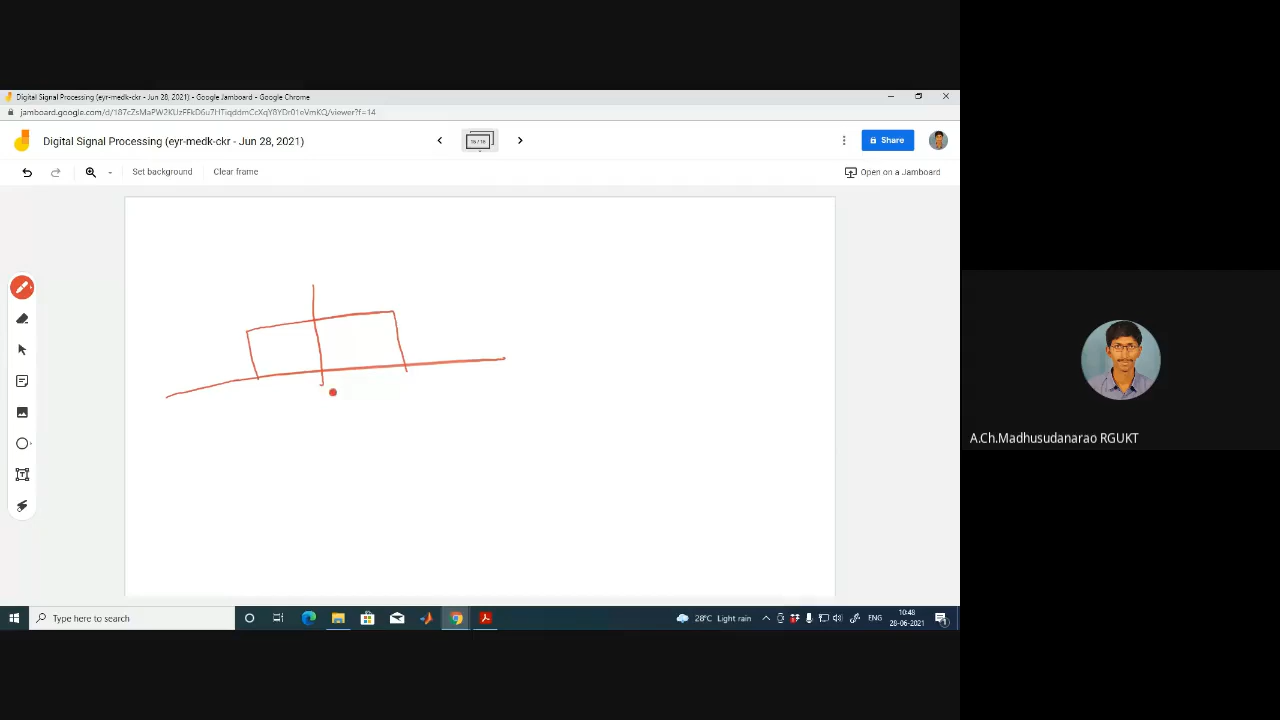 Digital Signal Processing (eyr-medk-ckr - Jun 28, 2021) - Google Jamboard - Google Chrome
Digital Signal Processing (eyr-medk-ckr - Jun 28, 2021)
Share
Set background
Clear frame
Open on a Jamboard
A.Ch.Madhusudanarao RGUKT
Type here to search
28°C Light rain
ENG
10:48
28-06-2021